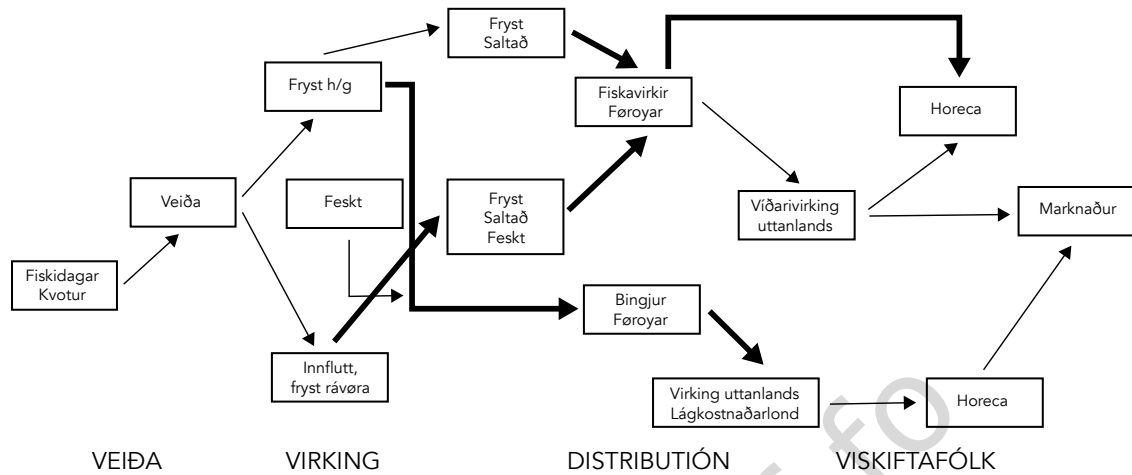 Fryst
Saltað
Fryst h/g
Fiskavirkir
Føroyar
Horeca
Veiða
Feskt
Fryst
Saltað
Feskt
Víðarivirking
uttanlands
Marknaður
Fiskidagar
Kvotur
Bingjur
Føroyar
Innflutt,
fryst rávøra
Virking uttanlands
Lágkostnaðarlond
Horeca
VEIÐA
VIRKING
DISTRIBUTIÓN
VISKIFTAFÓLK